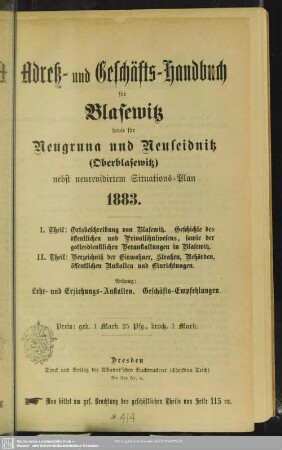 Adreß- und Geschäfts-Handbuch
für
Blasewitz
sowie für
Neugruna und Neuseidnitz
(Oberblasewitz)
nebst neurevidirtem Situations-Plan
1883.
I. Theil: Ortsbeschreibung von Blasewitz. Geschichte des
öffentlichen und Privatschulwesens, sowie der
gottesdienstlichen Veranstaltungen in Blasewitz.
II. Theil: Verzeichniß der Einwohner, Straßen, Behörden,
öffentlichen Anstalten und Einrichtungen.
Anhang:
Lehr- und Erziehungs-Anstalten. Geschäfts-Empfehlungen.
Preis: geb. 1 Mark 25 Pfg., broch. 1 Mark.
Dresden
Druck und Verlag der Albanus'schen Buchdruckerei (Christian Teich)
Man bittet um gef. Beachtung des geschäftlichen Theils von Seite 115 an.